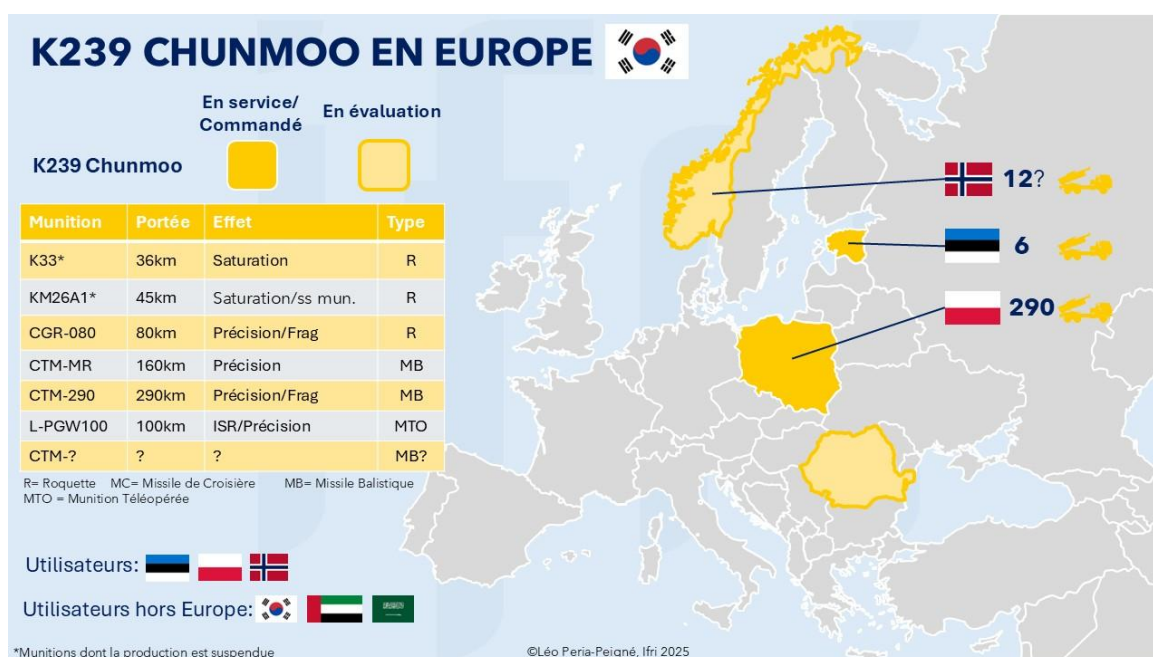 K239 CHUNMOO EN EUROPE
En service/
Commandé
En évaluation
K239 Chunmoo
Munition Portée Effet Type
K33* 36km Saturation R
KM26A1* 45km Saturation/ss mun. R
CGR-080 80km Précision/Frag R
CTM-MR 160km Précision MB
CTM-290 290km Précision/Frag MB
L-PGW100 100km ISR/Précision MTO
CTM-? ? ? MB?
R= Roquette MC= Missile de Croisière MB= Missile Balistique
MTO = Munition Téléopérée
12?
6
290
Utilisateurs:
Utilisateurs hors Europe:
*Munitions dont la production est suspendue
©Léo Peria-Peigné, Ifri 2025